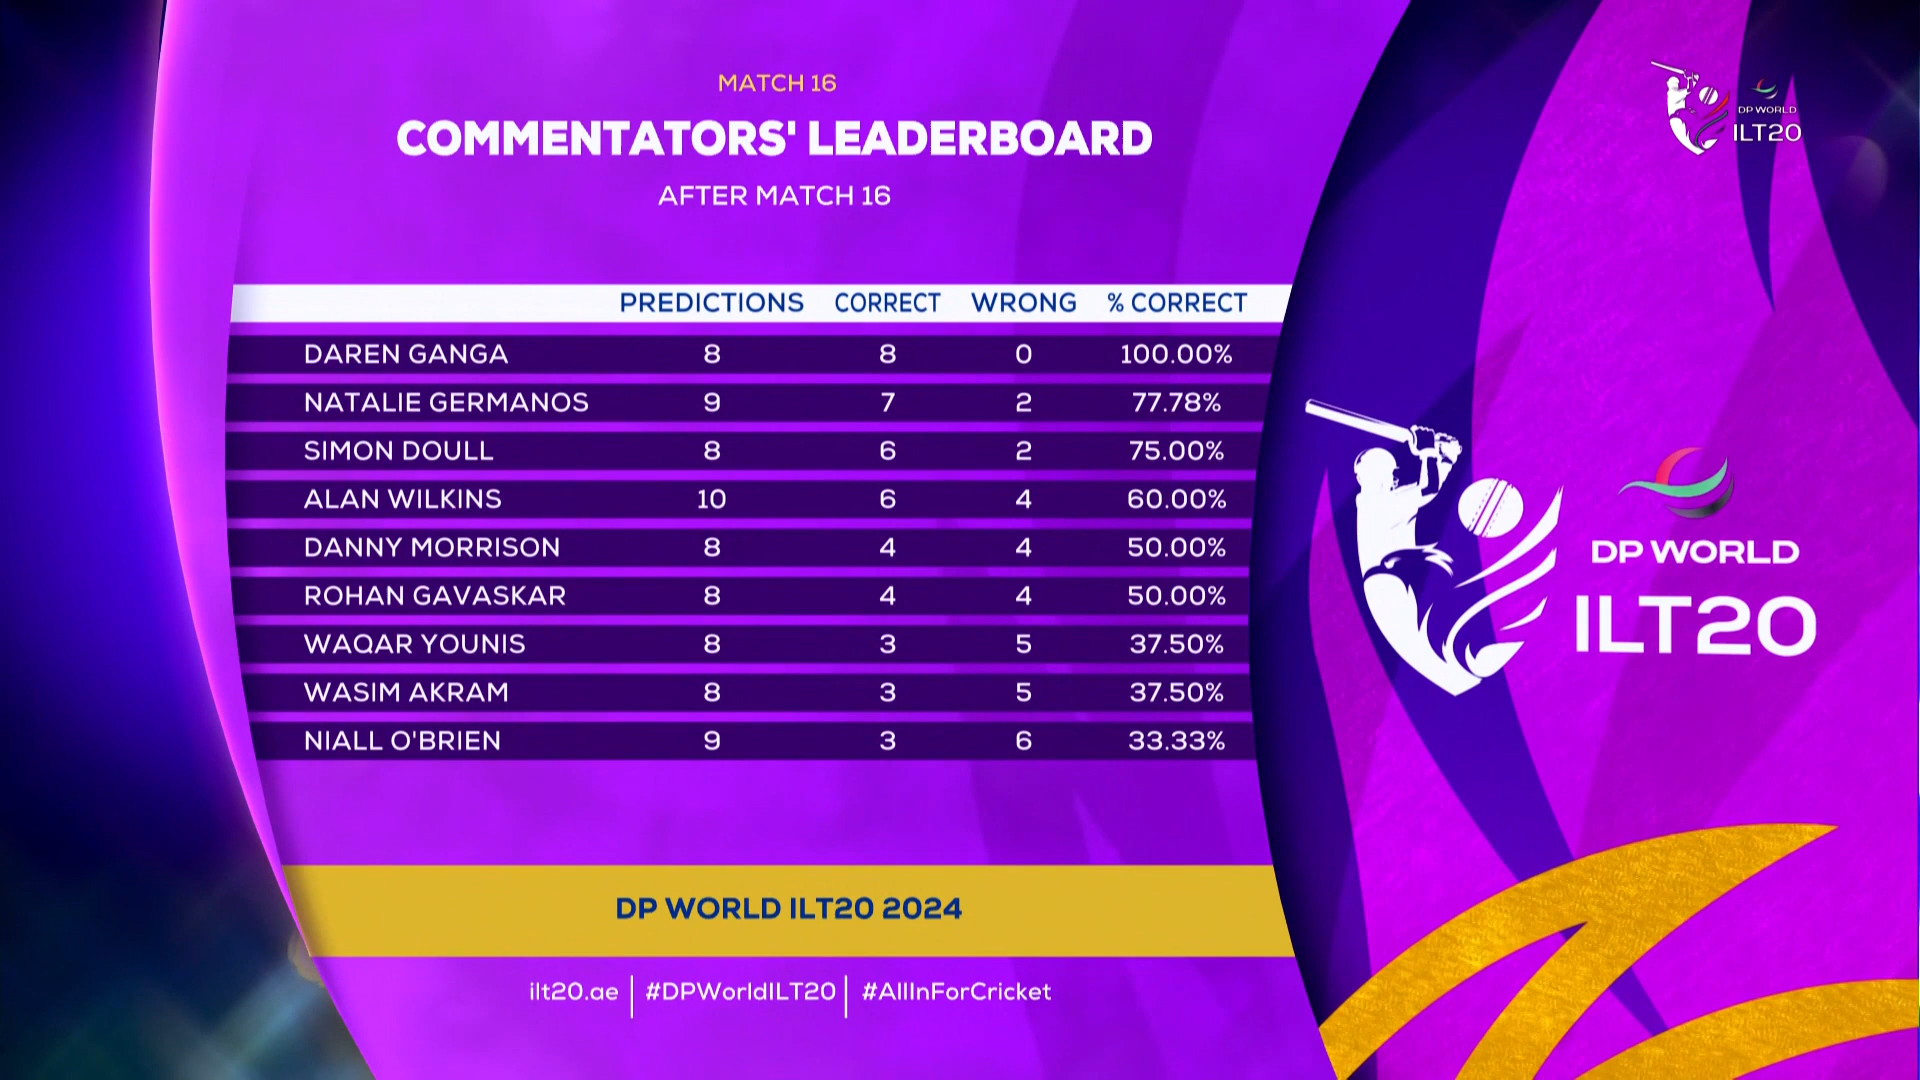 MATCH 16
COMMENTATORS' LEADERBOARD
AFTER MATCH 16
DP WORLD
ILT20
PREDICTIONS CORRECT WRONG % CORRECT
DAREN GANGA 8 8 0 100.00%
NATALIE GERMANOS 9 7 2 77.78%
SIMON DOULL 8 6 2 75.00%
ALAN WILKINS 10 6 4 60.00%
DANNY MORRISON 8 4 4 50.00%
ROHAN GAVASKAR 8 4 4 50.00%
WAQAR YOUNIS 8 3 5 37.50%
WASIM AKRAM 8 3 5 37.50%
NIALL O'BRIEN 9 3 6 33.33%
DP WORLD
ILT20
DP WORLD ILT20 2024
ilt20.ae | #DPWorldILT20 | #AllInForCricket